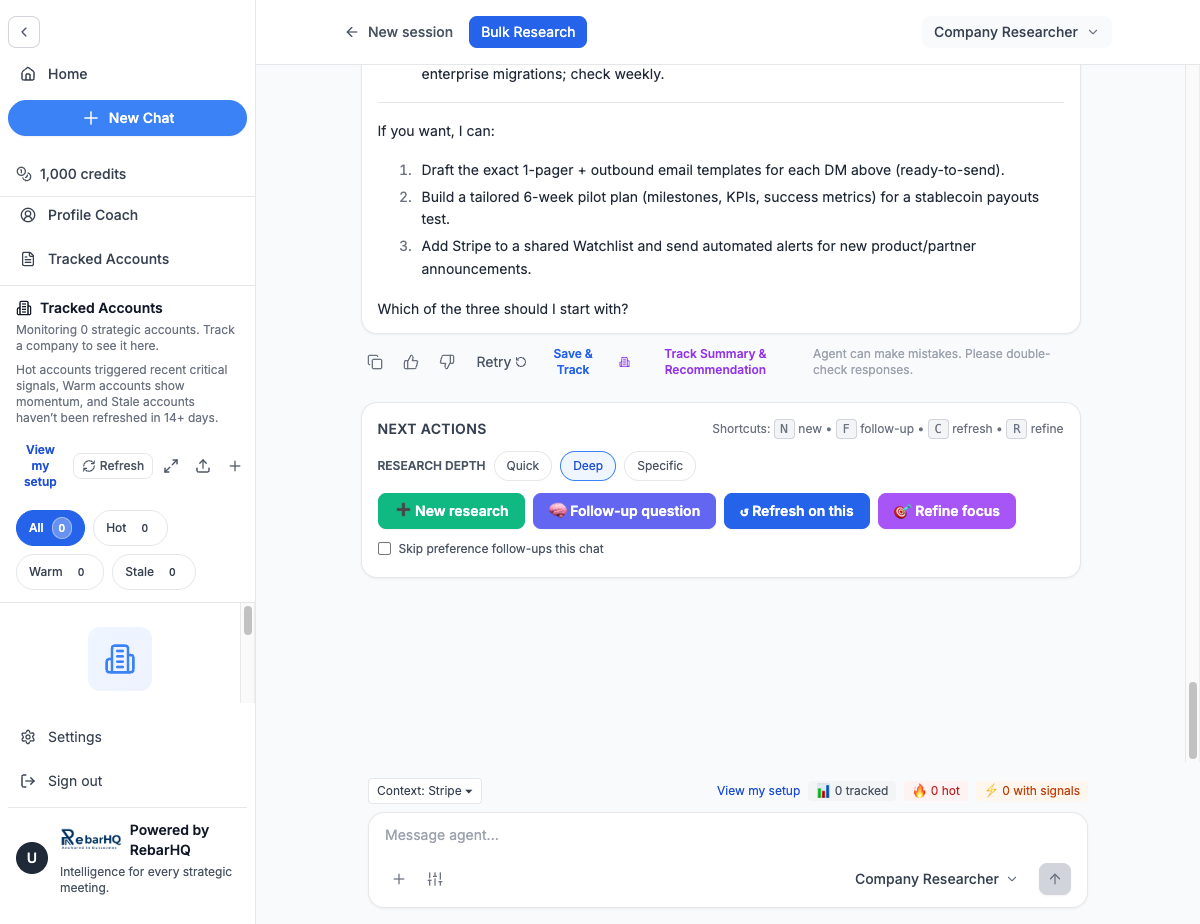 Home
New Chat
1,000 credits
Profile Coach
Tracked Accounts
Tracked Accounts
Monitoring 0 strategic accounts. Track
a company to see it here.
Hot accounts triggered recent critical
signals, Warm accounts show
momentum, and Stale accounts
haven’t been refreshed in 14+ days.
View
my
setup
Refresh
All 0
Hot 0
Warm 0
Stale 0
Settings
Sign out
U
RebarHQ
Powered by
RebarHQ
Intelligence for every strategic
meeting.
New session
Bulk Research
Company Researcher
enterprise migrations; check weekly.
If you want, I can:
1. Draft the exact 1-pager + outbound email templates for each DM above (ready-to-send).
2. Build a tailored 6-week pilot plan (milestones, KPIs, success metrics) for a stablecoin payouts
test.
3. Add Stripe to a shared Watchlist and send automated alerts for new product/partner
announcements.
Which of the three should I start with?
Retry
Save &
Track
Track Summary &
Recommendation
Agent can make mistakes. Please double-
check responses.
NEXT ACTIONS
Shortcuts: N new • F follow-up • C refresh • R refine
RESEARCH DEPTH Quick Deep Specific
➕ New research
🧠 Follow-up question
↺ Refresh on this
🎯 Refine focus
Skip preference follow-ups this chat
Context: Stripe ▾
View my setup
📊 0 tracked
🔥 0 hot
⚡ 0 with signals
Message agent...
Company Researcher